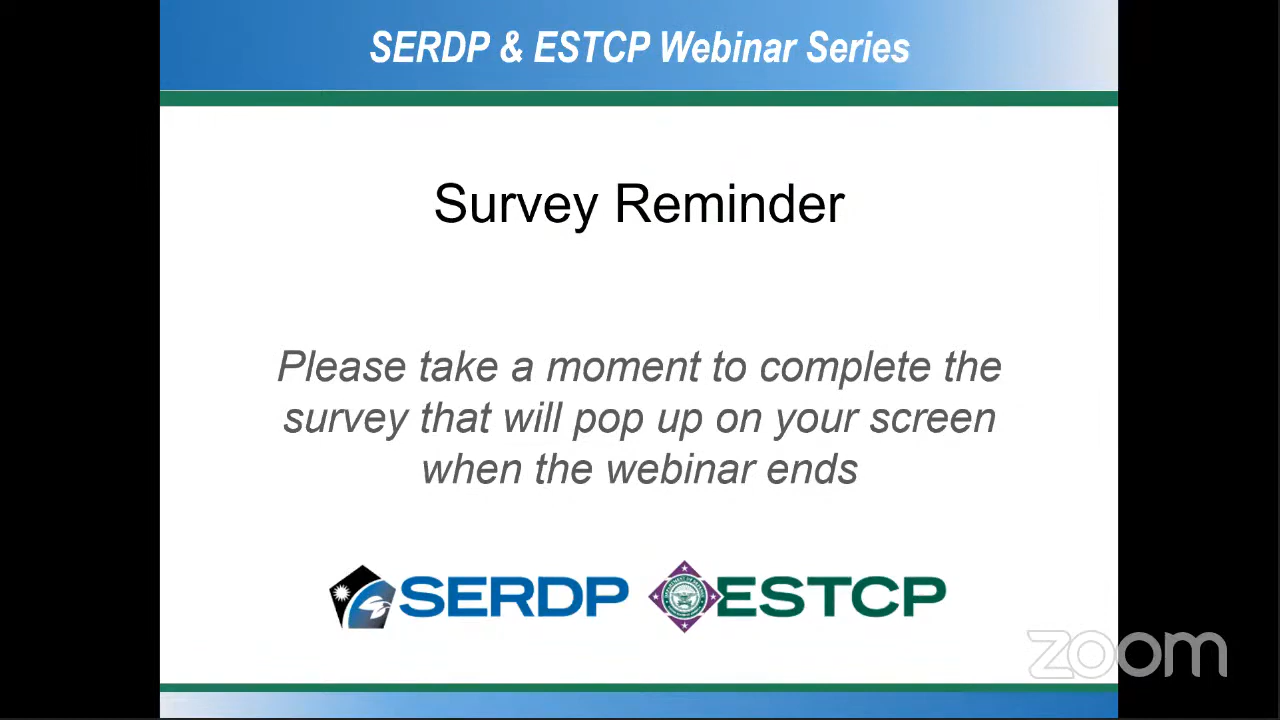 SERDP & ESTCP Webinar Series
Survey Reminder
Please take a moment to complete the
survey that will pop up on your screen
when the webinar ends
SERDP ESTCP
zoom